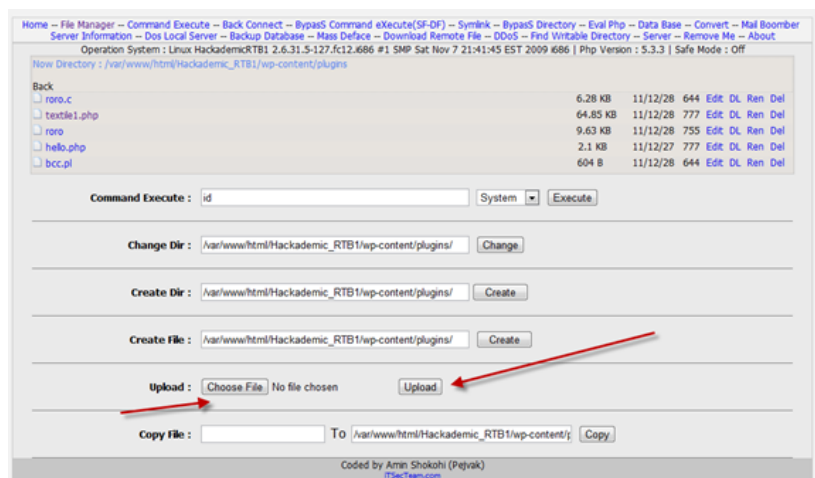 Home -- File Manager -- Command Execute -- Back Connect -- BypasS Command eXecute(SF-DF) -- Symlink -- BypasS Directory -- Eval Php -- Data Base -- Convert -- Mail Boomber
Server Information -- Dos Local Server -- Backup Database -- Mass Deface -- Download Remote File -- DDoS -- Find Writable Directory -- Server -- Remove Me -- About
Operation System : Linux HackademicRTB1 2.6.31.5-127.fc12.i686 #1 SMP Sat Nov 7 21:41:45 EST 2009 i686 | Php Version : 5.3.3 | Safe Mode : Off
Now Directory : /var/www/html/Hackademic_RTB1/wp-content/plugins
Back
roro.c 6.28 KB 11/12/28 644 Edit DL Ren Del
textile1.php 64.85 KB 11/12/28 777 Edit DL Ren Del
roro 9.63 KB 11/12/28 755 Edit DL Ren Del
hello.php 2.1 KB 11/12/27 777 Edit DL Ren Del
bcc.pl 604 B 11/12/28 644 Edit DL Ren Del
Command Execute : id System Execute
Change Dir : /var/www/html/Hackademic_RTB1/wp-content/plugins/ Change
Create Dir : /var/www/html/Hackademic_RTB1/wp-content/plugins/ Create
Create File : /var/www/html/Hackademic_RTB1/wp-content/plugins/ Create
Upload : Choose File No file chosen Upload
Copy File : To /var/www/html/Hackademic_RTB1/wp-content/p Copy
Coded by Amin Shokohi (Pejvak)
iTSecTeam.com